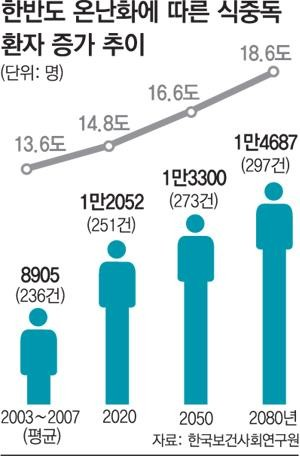 한반도 온난화에 따른 식중독
환자 증가 추이
(단위: 명)
13.6도
14.8도
16.6도
18.6도
8905
(236건)
1만2052
(251건)
1만3300
(273건)
1만4687
(297건)
2003~2007
(평균)
2020
2050
2080년
자료: 한국보건사회연구원